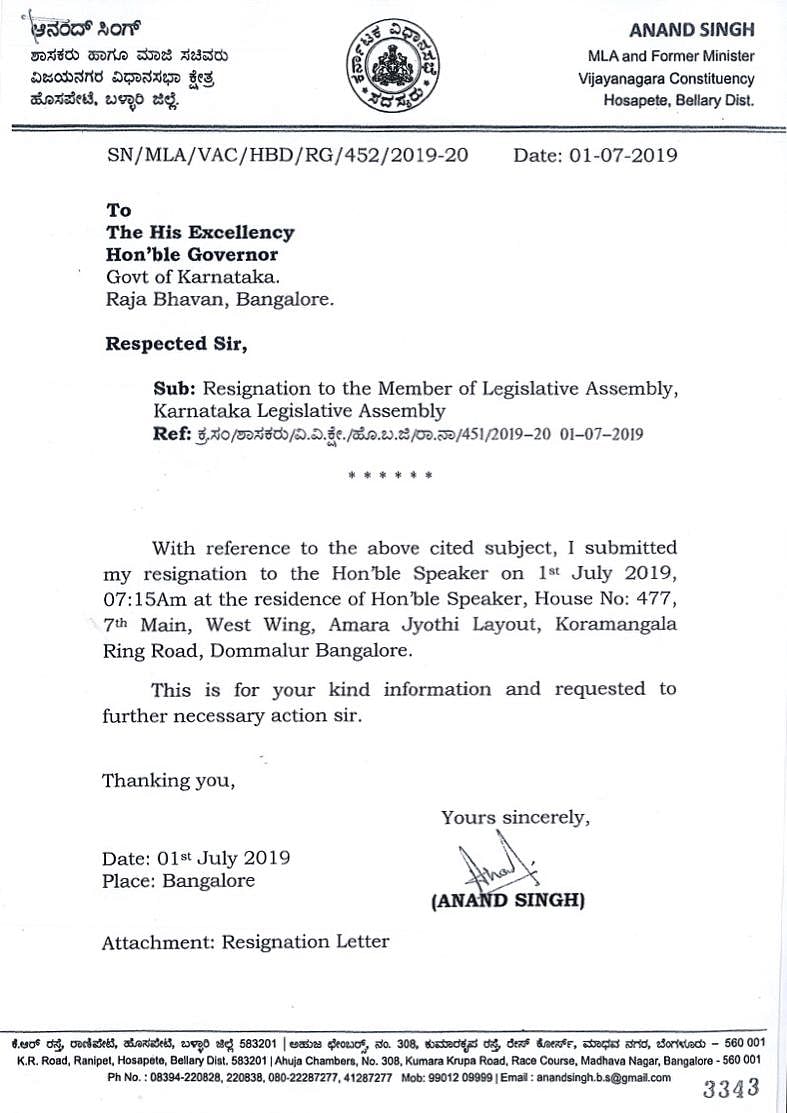 ಆನಂದ್ ಸಿಂಗ್
ಶಾಸಕರು ಹಾಗೂ ಮಾಜಿ ಸಚಿವರು
ವಿಜಯನಗರ ವಿಧಾನಸಭಾ ಕ್ಷೇತ್ರ
ಹೊಸಪೇಟೆ, ಬಳ್ಳಾರಿ ಜಿಲ್ಲೆ.
ಕರ್ನಾಟಕ ವಿಧಾನಸಭೆ
ಸದಸ್ಯರು
ANAND SINGH
MLA and Former Minister
Vijayanagara Constituency
Hosapete, Bellary Dist.
SN/MLA/VAC/HBD/RG/452/2019-20 Date: 01-07-2019
To
The His Excellency
Hon'ble Governor
Govt of Karnataka.
Raja Bhavan, Bangalore.
Respected Sir,
Sub: Resignation to the Member of Legislative Assembly,
Karnataka Legislative Assembly
Ref: ಕ್ರ.ಸಂ/ಶಾಸಕರು/ವಿ.ವಿ.ಕ್ಷೇ./ಹೊ.ಬ.ಜಿ/ರಾ.ನಾ/451/2019–20 01–07–2019
* * * * * *
With reference to the above cited subject, I submitted
my resignation to the Hon'ble Speaker on 1st July 2019,
07:15Am at the residence of Hon'ble Speaker, House No: 477,
7th Main, West Wing, Amara Jyothi Layout, Koramangala
Ring Road, Dommalur Bangalore.
This is for your kind information and requested to
further necessary action sir.
Thanking you,
Yours sincerely,
Date: 01st July 2019
Place: Bangalore
(ANAND SINGH)
Attachment: Resignation Letter
ಕೆ.ಆರ್ ರಸ್ತೆ, ರಾಣಿಪೇಟೆ, ಹೊಸಪೇಟೆ, ಬಳ್ಳಾರಿ ಜಿಲ್ಲೆ 583201 | ಅಹುಜ ಛೇಂಬರ್ಸ್, ನಂ. 308, ಕುಮಾರಕೃಪ ರಸ್ತೆ, ರೇಸ್ ಕೋರ್ಸ್, ಮಾಧವ ನಗರ, ಬೆಂಗಳೂರು – 560 001
K.R. Road, Ranipet, Hosapete, Bellary Dist. 583201 | Ahuja Chambers, No. 308, Kumara Krupa Road, Race Course, Madhava Nagar, Bangalore - 560 001
Ph No. : 08394-220828, 220838, 080-22287277, 41287277 Mob: 99012 09999 | Email : anandsingh.b.s@gmail.com
3343